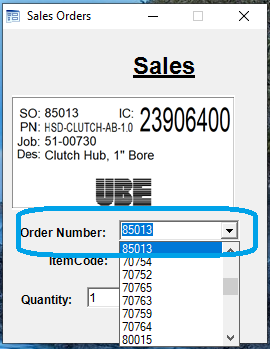 Sales Orders
Sales
SO: 85013 IC: 23906400
PN: HSD-CLUTCH-AB-1.0
Job: 51-00730
Des: Clutch Hub, 1" Bore
UBE
Order Number: 85013
85013
ItemCode: 70754
70752
70765
Quantity: 1 70763
70759
70764
80015